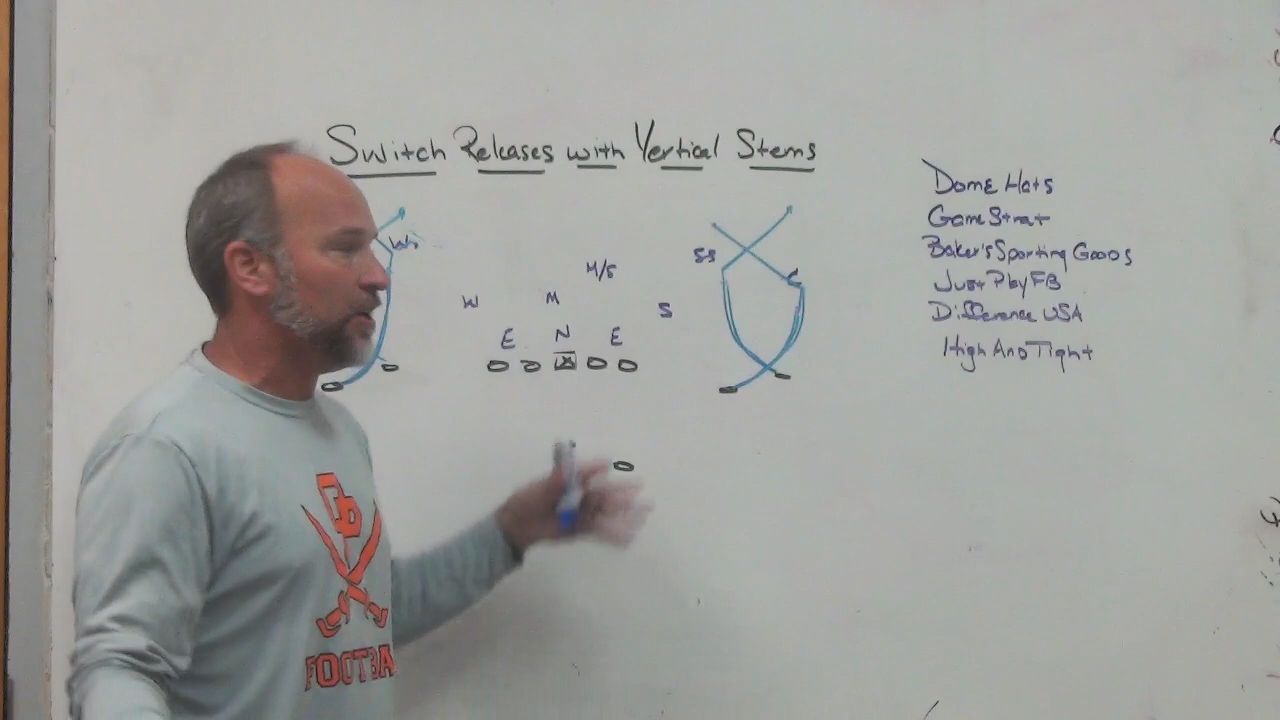 Switch Releases with Vertical Stems
Dome Hats
Game Strat
Baker's Sporting Goods
Just Play FB
Difference USA
High And Tight
Ws
SS
C
M/S
W
M
S
E
N
E
X
FOOTBA